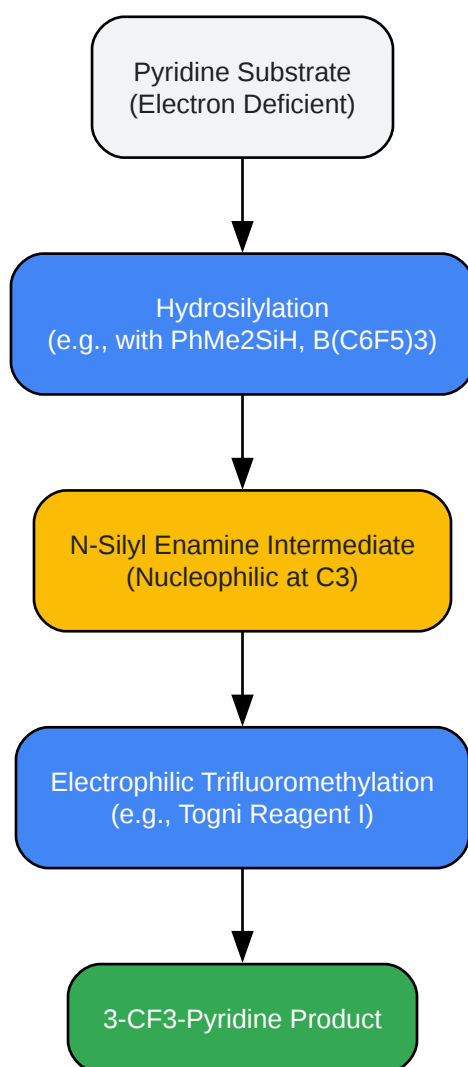 Pyridine Substrate
(Electron Deficient)
Hydrosilylation
(e.g., with PhMe2SiH, B(C6F5)3)
N-Silyl Enamine Intermediate
(Nucleophilic at C3)
Electrophilic Trifluoromethylation
(e.g., Togni Reagent I)
3-CF3-Pyridine Product